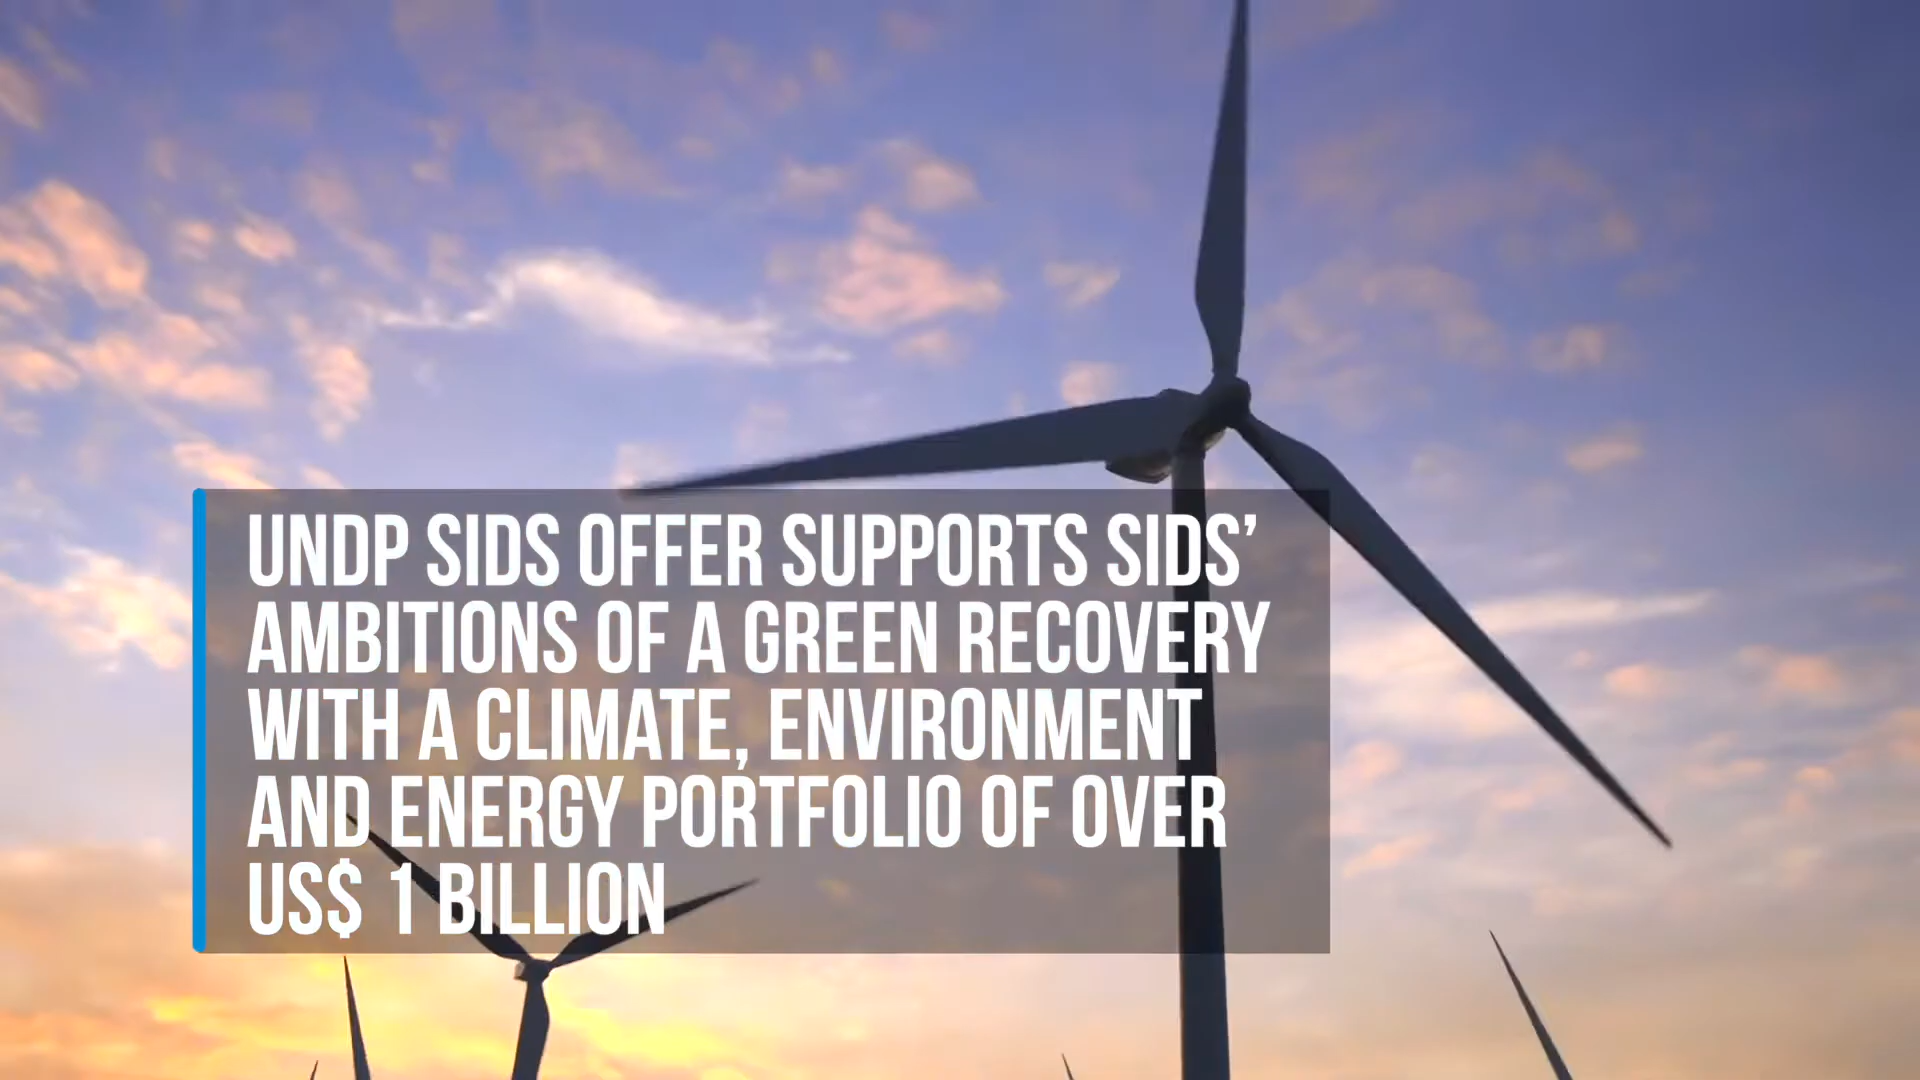 UNDP SIDS OFFER SUPPORTS SIDS’
AMBITIONS OF A GREEN RECOVERY
WITH A CLIMATE, ENVIRONMENT
AND ENERGY PORTFOLIO OF OVER
US$ 1 BILLION